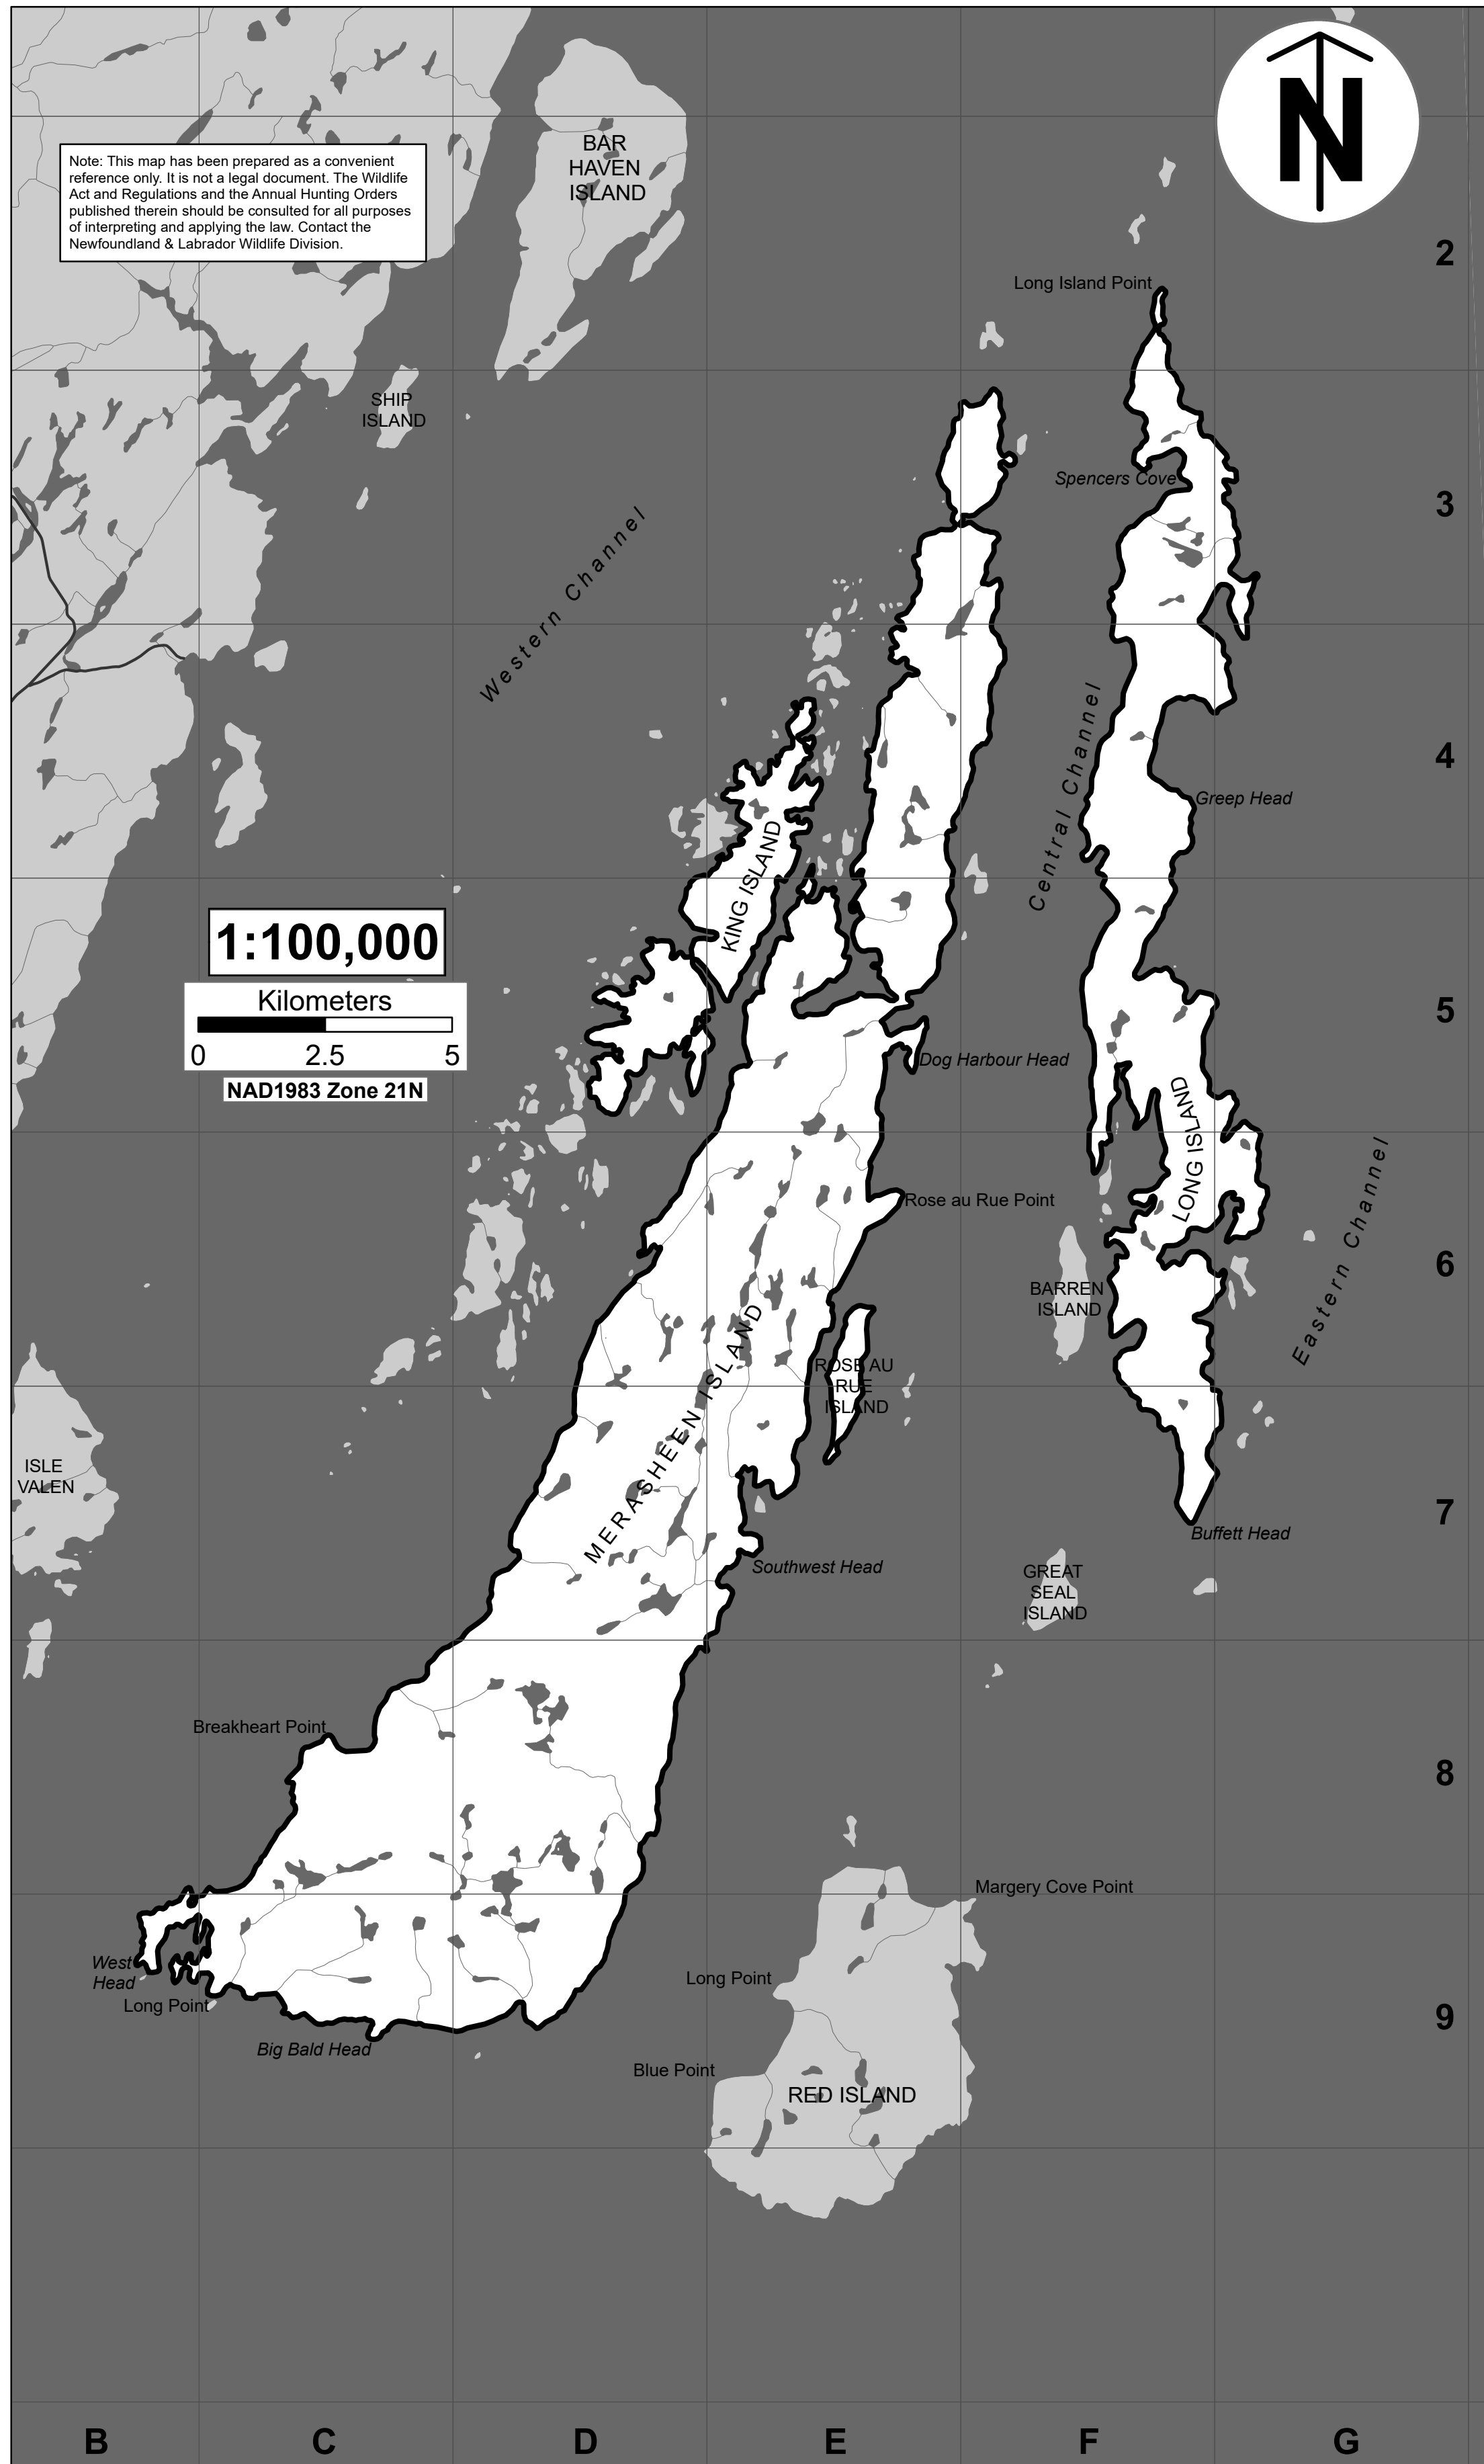 N
BAR
HAVEN
ISLAND
Note: This map has been prepared as a convenient
reference only. It is not a legal document. The Wildlife
Act and Regulations and the Annual Hunting Orders
published therein should be consulted for all purposes
of interpreting and applying the law. Contact the
Newfoundland & Labrador Wildlife Division.
2
Long Island Point
SHIP
ISLAND
Spencers Cove
3
Western Channel
4
Central Channel
Greep Head
KING ISLAND
1:100,000
Kilometers
0 2.5 5
NAD1983 Zone 21N
5
Dog Harbour Head
LONG ISLAND
Eastern Channel
Rose au Rue Point
6
BARREN
ISLAND
MERASHEEN ISLAND
ROSE AU
RUE
ISLAND
ISLE
VALEN
7
Buffett Head
Southwest Head
GREAT
SEAL
ISLAND
Breakheart Point
8
Margery Cove Point
West
Head
Long Point
Long Point
9
Big Bald Head
Blue Point
RED ISLAND
B C D E F G